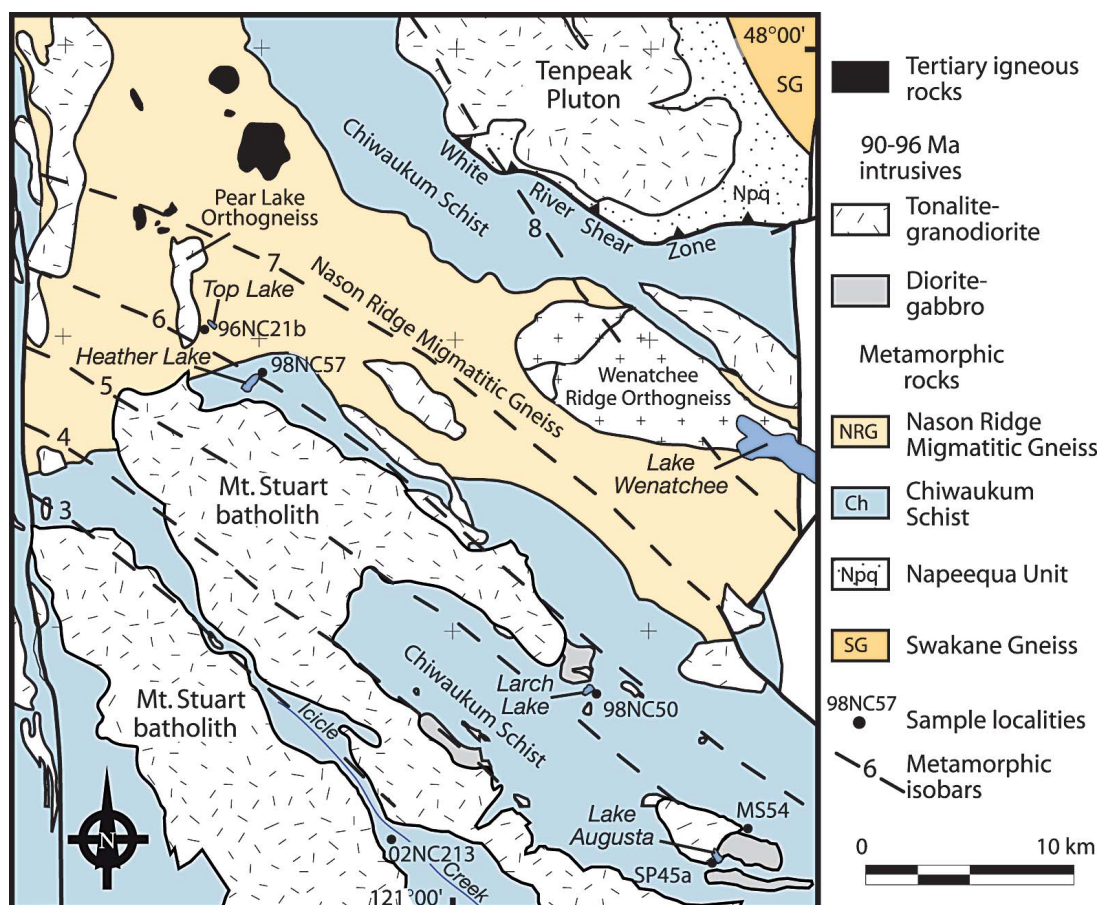 48°00'
SG
Tenpeak
Pluton
Chiwaukum
Schist
White
River
Shear
Zone
Npq
8
Pear Lake
Orthogneiss
7
Nason Ridge
Migmatitic Gneiss
Top Lake
6
96NC21b
Heather Lake
98NC57
5
Wenatchee
Ridge Orthogneiss
4
Lake
Wenatchee
Mt. Stuart
batholith
3
Chiwaukum Schist
Larch
Lake
98NC50
Mt. Stuart
batholith
Icicle
Creek
Lake
Augusta
MS54
SP45a
N
02NC213
121°00'
Tertiary igneous
rocks
90-96 Ma
intrusives
Tonalite-
granodiorite
Diorite-
gabbro
Metamorphic
rocks
NRG
Nason Ridge
Migmatitic Gneiss
Ch
Chiwaukum
Schist
Npq
Napeequa Unit
SG
Swakane Gneiss
98NC57
Sample localities
6
Metamorphic
isobars
0
10 km